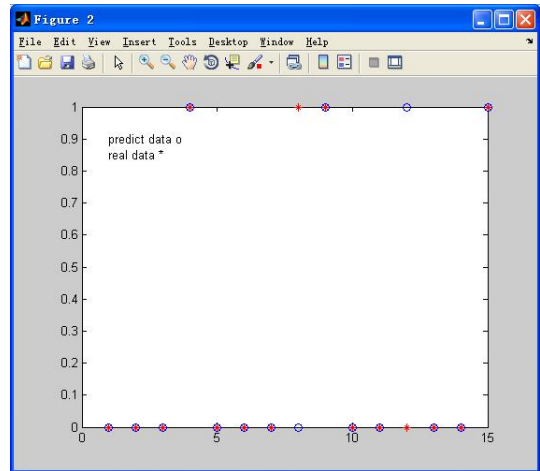 Figure 2
File Edit View Insert Tools Desktop Window Help
1
0.9
predict data o
real data *
0.8
0.7
0.6
0.5
0.4
0.3
0.2
0.1
0
0 5 10 15